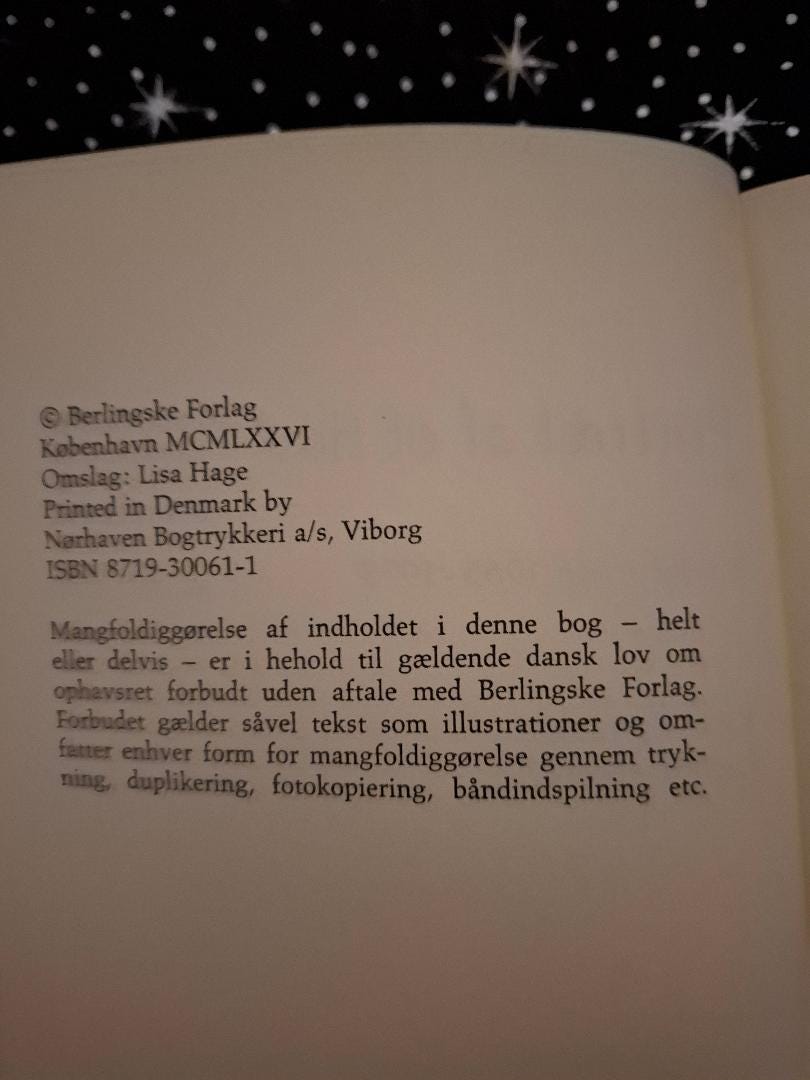 © Berlingske Forlag
København MCMLXXVI
Omslag: Lisa Hage
Printed in Denmark by
Nørhaven Bogtrykkeri a/s, Viborg
ISBN 8719-30061-1
Mangfoldiggørelse af indholdet i denne bog – helt
eller delvis – er i hehold til gældende dansk lov om
ophavsret forbudt uden aftale med Berlingske Forlag.
Forbudet gælder såvel tekst som illustrationer og om-
fatter enhver form for mangfoldiggørelse gennem tryk-
ning, duplikering, fotokopiering, båndindspilning etc.